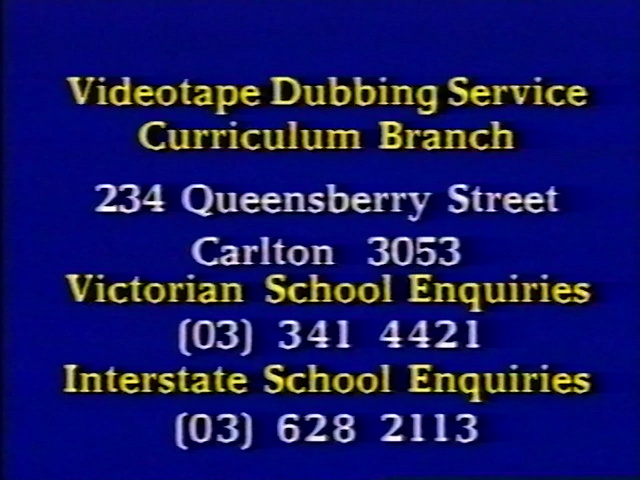 Videotape Dubbing Service
Curriculum Branch
234 Queensberry Street
Carlton 3053
Victorian School Enquiries
(03) 341 4421
Interstate School Enquiries
(03) 628 2113